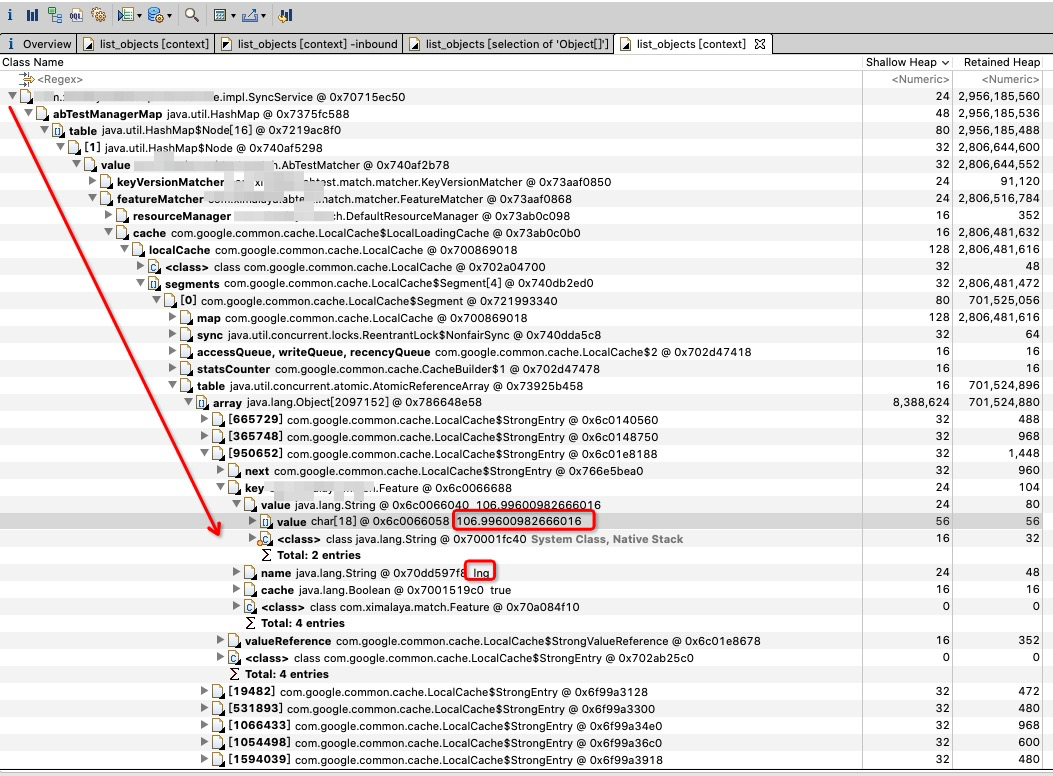 Overview list_objects [context] list_objects [context] -inbound list_objects [selection of 'Object[]'] list_objects [context]
Class Name Shallow Heap Retained Heap
<Regex> <Numeric> <Numeric>
e.impl.SyncService @ 0x70715ec50 24 2,956,185,560
abTestManagerMap java.util.HashMap @ 0x7375fc588 48 2,956,185,536
table java.util.HashMap$Node[16] @ 0x7219ac8f0 80 2,956,185,488
[1] java.util.HashMap$Node @ 0x740af5298 32 2,806,644,600
value .AbTestMatcher @ 0x740af2b78 32 2,806,644,552
keyVersionMatcher .match.matcher.KeyVersionMatcher @ 0x73aaf0850 24 91,120
featureMatcher com.ximalaya.abtest.match.matcher.FeatureMatcher @ 0x73aaf0868 24 2,806,516,784
resourceManager .DefaultResourceManager @ 0x73ab0c098 16 352
cache com.google.common.cache.LocalCache$LocalLoadingCache @ 0x73ab0c0b0 16 2,806,481,632
localCache com.google.common.cache.LocalCache @ 0x700869018 128 2,806,481,616
<class> class com.google.common.cache.LocalCache @ 0x702a04700 32 48
segments com.google.common.cache.LocalCache$Segment[4] @ 0x740db2ed0 32 2,806,481,472
[0] com.google.common.cache.LocalCache$Segment @ 0x721993340 80 701,525,056
map com.google.common.cache.LocalCache @ 0x700869018 128 2,806,481,616
sync java.util.concurrent.locks.ReentrantLock$NonfairSync @ 0x740dda5c8 32 64
accessQueue, writeQueue, recencyQueue com.google.common.cache.LocalCache$2 @ 0x702d47418 16 16
statsCounter com.google.common.cache.CacheBuilder$1 @ 0x702d47478 16 16
table java.util.concurrent.atomic.AtomicReferenceArray @ 0x73925b458 16 701,524,896
array java.lang.Object[2097152] @ 0x786648e58 8,388,624 701,524,880
[665729] com.google.common.cache.LocalCache$StrongEntry @ 0x6c0140560 32 488
[365748] com.google.common.cache.LocalCache$StrongEntry @ 0x6c0148750 32 968
[950652] com.google.common.cache.LocalCache$StrongEntry @ 0x6c01e8188 32 1,448
next com.google.common.cache.LocalCache$StrongEntry @ 0x766e5bea0 32 960
key .Feature @ 0x6c0066688 24 104
value java.lang.String @ 0x6c0066040 106.99600982666016 24 80
value char[18] @ 0x6c0066058 106.99600982666016 56 56
<class> class java.lang.String @ 0x70001fc40 System Class, Native Stack 16 32
Total: 2 entries
name java.lang.String @ 0x70dd597f8 lng 24 48
cache java.lang.Boolean @ 0x7001519c0 true 16 16
<class> class com.ximalaya.match.Feature @ 0x70a084f10 0 0
Total: 4 entries
valueReference com.google.common.cache.LocalCache$StrongValueReference @ 0x6c01e8678 16 352
<class> class com.google.common.cache.LocalCache$StrongEntry @ 0x702ab25c0 0 0
Total: 4 entries
[19482] com.google.common.cache.LocalCache$StrongEntry @ 0x6f99a3128 32 472
[531893] com.google.common.cache.LocalCache$StrongEntry @ 0x6f99a3300 32 480
[1066433] com.google.common.cache.LocalCache$StrongEntry @ 0x6f99a34e0 32 968
[1054498] com.google.common.cache.LocalCache$StrongEntry @ 0x6f99a36c0 32 600
[1594039] com.google.common.cache.LocalCache$StrongEntry @ 0x6f99a3918 32 480